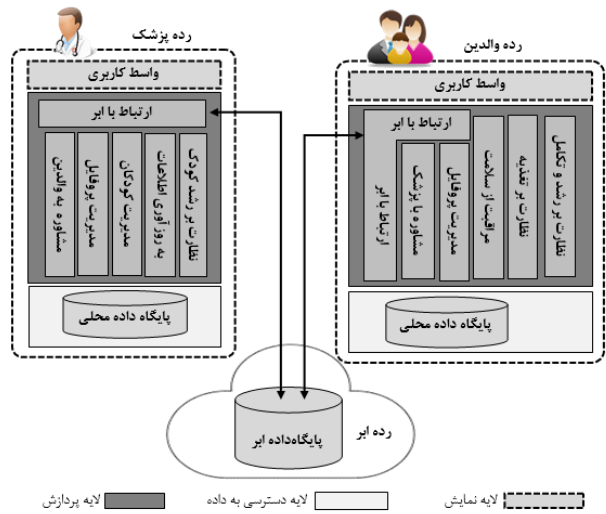 رده والدین
رده پزشک
واسط کاربری
ارتباط با ابر
نظارت بر رشد و تکامل
نظارت بر تغذیه
مراقبت از سلامت
مدیریت پروفایل
مشاوره با پزشک
ارتباط با ابر
پایگاه داده محلی
واسط کاربری
ارتباط با ابر
نظارت بر رشد کودک
به روز آوری اطلاعات
مدیریت کودکان
مدیریت پروفایل
مشاوره به والدین
پایگاه داده محلی
رده ابر
پایگاه‌داده ابر
لایه نمایش
لایه دسترسی به داده
لایه پردازش